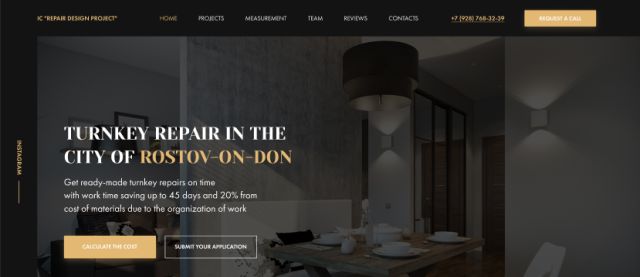 IC "REPAIR DESIGN PROJECT"
HOME
PROJECTS
MEASUREMENT
TEAM
REVIEWS
CONTACTS
+7 (928) 768-32-39
REQUEST A CALL
INSTAGRAM
TURNKEY REPAIR IN THE
CITY OF ROSTOV-ON-DON
Get ready-made turnkey repairs on time
with work time saving up to 45 days and 20% from
cost of materials due to the organization of work
CALCULATE THE COST
SUBMIT YOUR APPLICATION